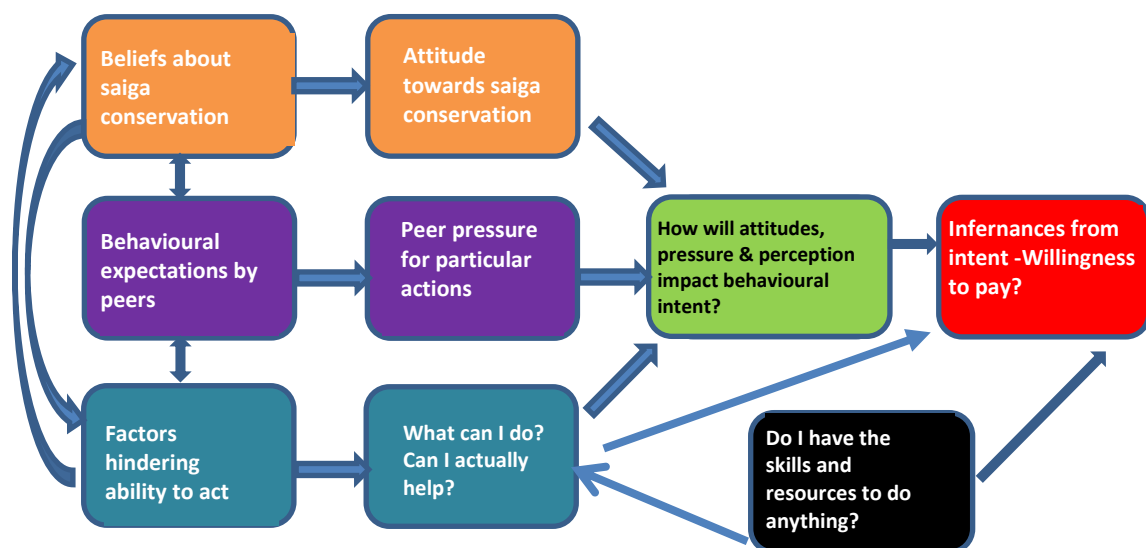 Beliefs about
saiga
conservation
Attitude
towards saiga
conservation
Behavioural
expectations by
peers
Peer pressure
for particular
actions
How will attitudes,
pressure & perception
impact behavioural
intent?
Infernances from
intent -Willingness
to pay?
Factors
hindering
ability to act
What can I do?
Can I actually
help?
Do I have the
skills and
resources to do
anything?